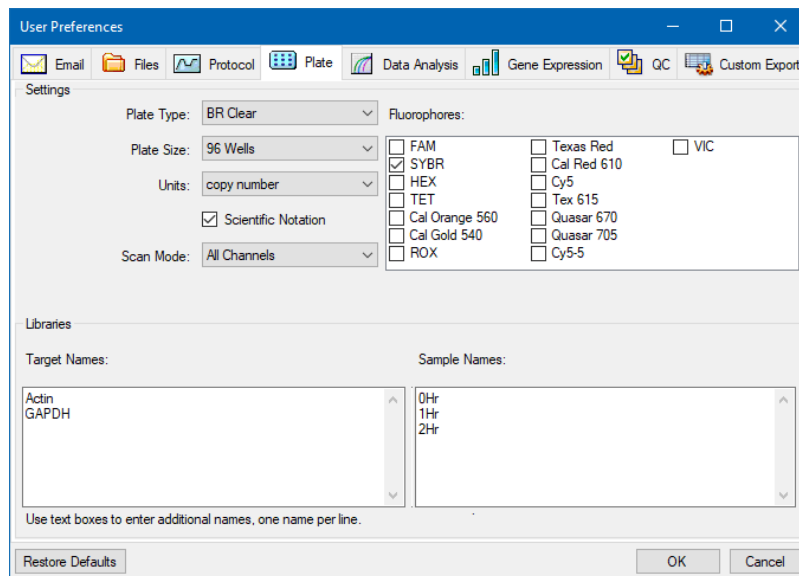 User Preferences
Email Files Protocol Plate Data Analysis Gene Expression QC Custom Export
Settings
Plate Type: BR Clear
Plate Size: 96 Wells
Units: copy number
Scientific Notation
Scan Mode: All Channels
Fluorophores:
FAM Texas Red VIC
SYBR Cal Red 610
HEX Cy5
TET Tex 615
Cal Orange 560 Quasar 670
Cal Gold 540 Quasar 705
ROX Cy5-5
Libraries
Target Names:
Actin
GAPDH
Sample Names:
0Hr
1Hr
2Hr
Use text boxes to enter additional names, one name per line.
Restore Defaults OK Cancel